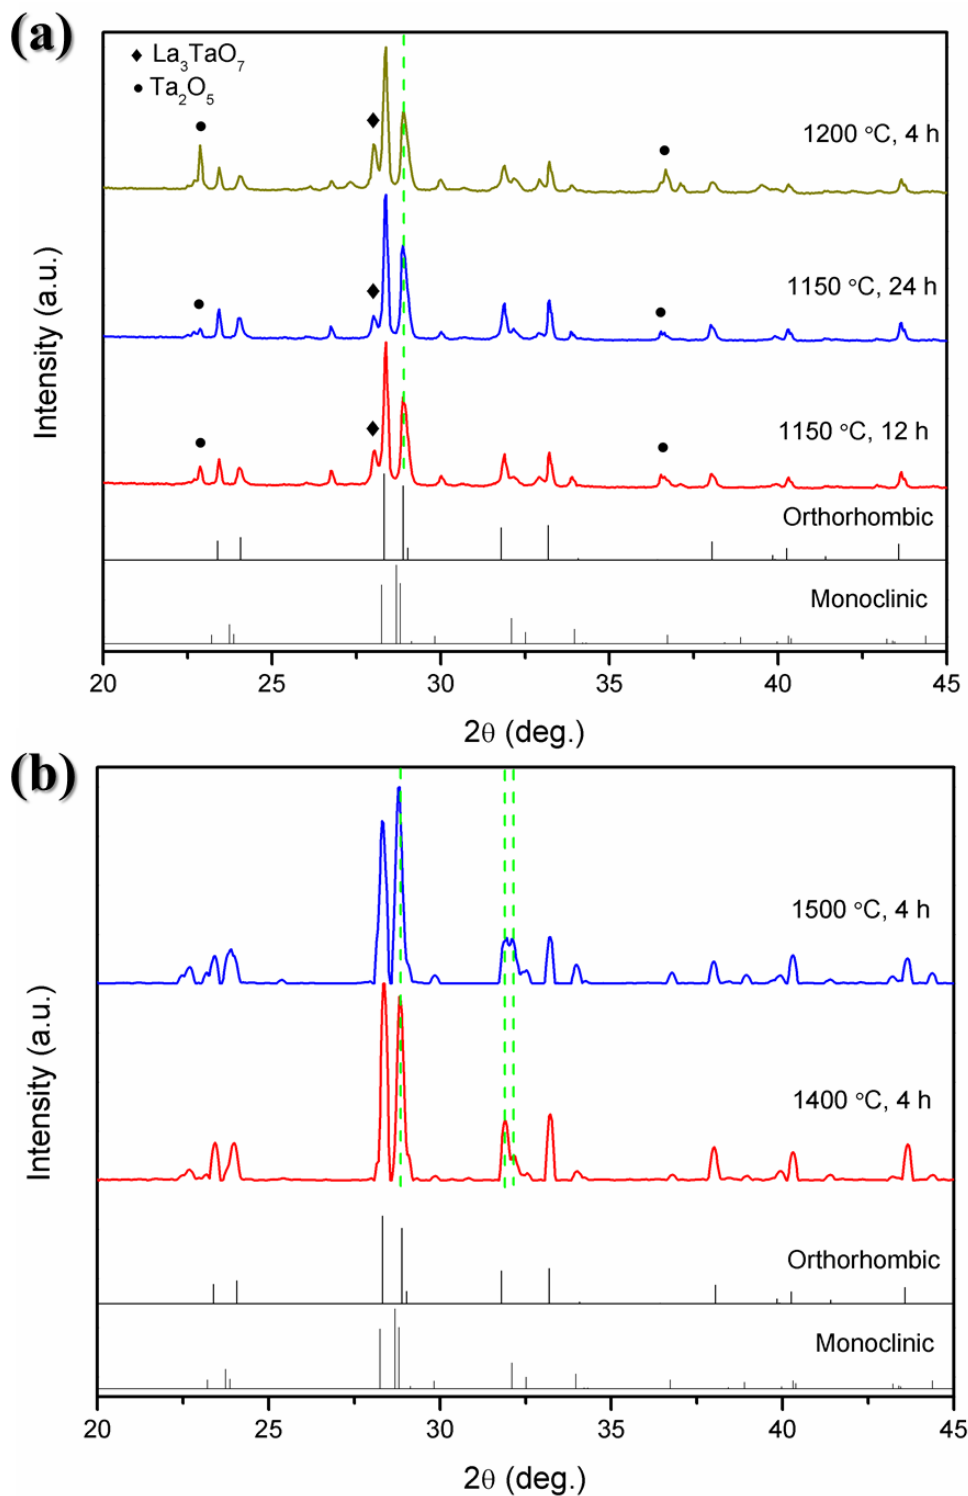 (a)
♦ La₃TaO₇
● Ta₂O₅
1200 °C, 4 h
1150 °C, 24 h
1150 °C, 12 h
Orthorhombic
Monoclinic
Intensity (a.u.)
20 25 30 35 40 45
2θ (deg.)
(b)
1500 °C, 4 h
1400 °C, 4 h
Orthorhombic
Monoclinic
Intensity (a.u.)
20 25 30 35 40 45
2θ (deg.)